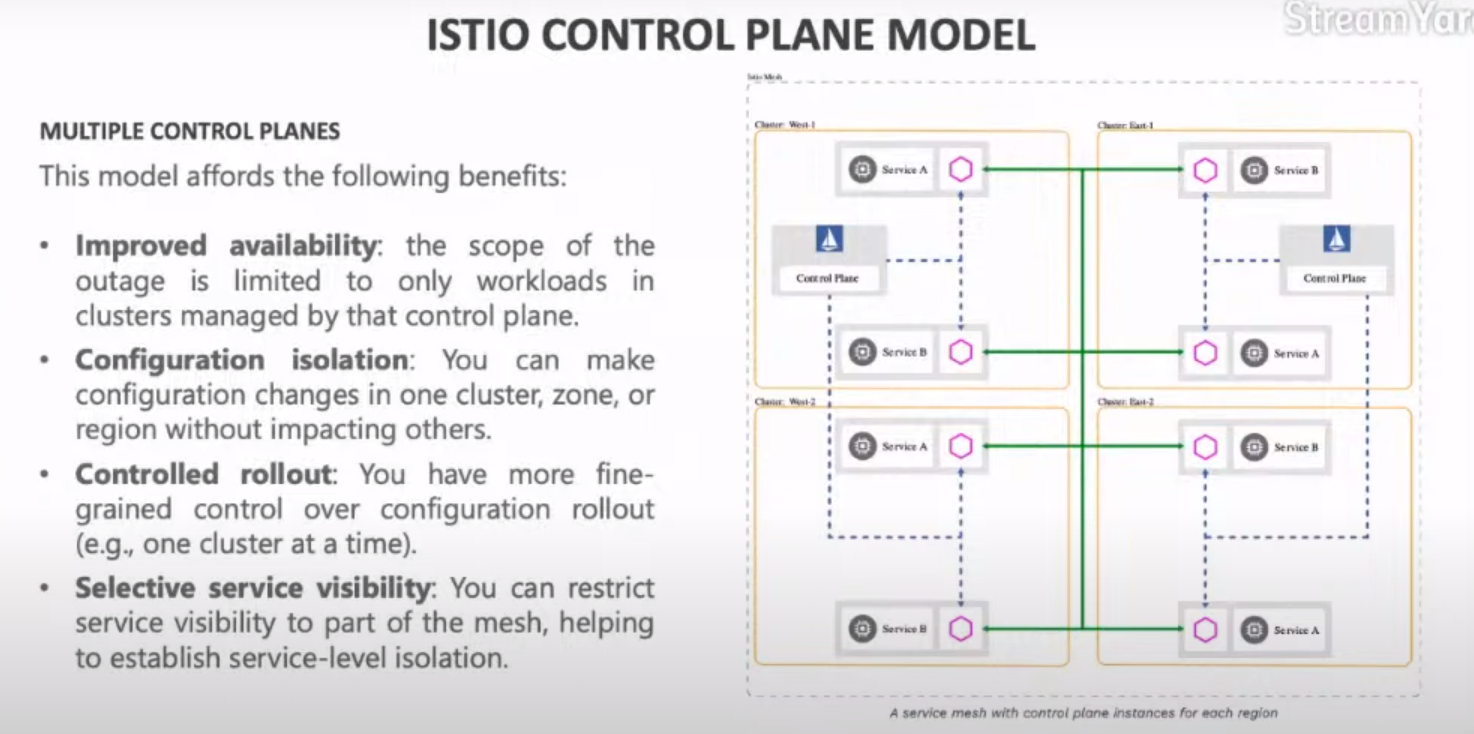 StreamYar
ISTIO CONTROL PLANE MODEL
MULTIPLE CONTROL PLANES
This model affords the following benefits:
• Improved availability: the scope of the
outage is limited to only workloads in
clusters managed by that control plane.
• Configuration isolation: You can make
configuration changes in one cluster, zone, or
region without impacting others.
• Controlled rollout: You have more fine-
grained control over configuration rollout
(e.g., one cluster at a time).
• Selective service visibility: You can restrict
service visibility to part of the mesh, helping
to establish service-level isolation.
Istio Mesh
Cluster: West-1
Service A
Control Plane
Service B
Cluster: East-1
Service B
Control Plane
Service A
Cluster: West-2
Service A
Service B
Cluster: East-2
Service B
Service A
A service mesh with control plane instances for each region